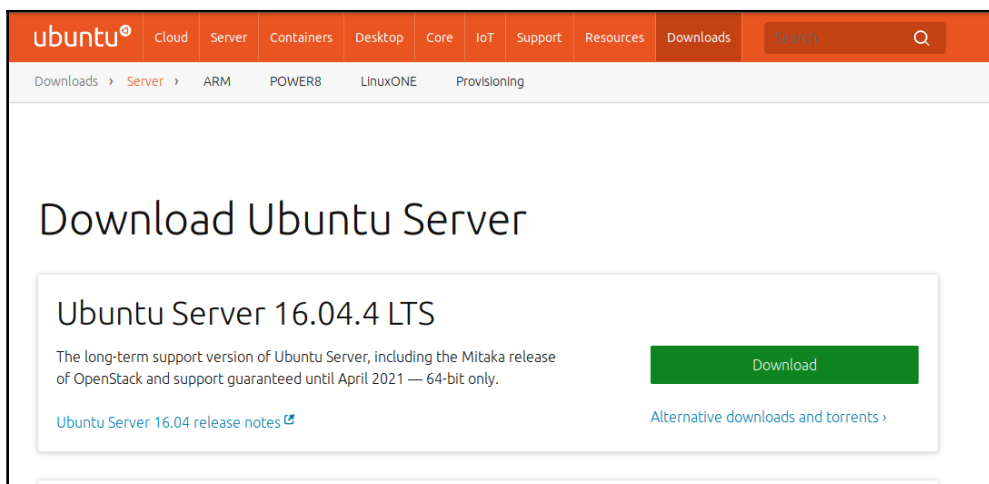 ubuntu Cloud Server Containers Desktop Core IoT Support Resources Downloads Search
Downloads › Server › ARM POWER8 LinuxONE Provisioning
Download Ubuntu Server
Ubuntu Server 16.04.4 LTS
The long-term support version of Ubuntu Server, including the Mitaka release
of OpenStack and support guaranteed until April 2021 — 64-bit only.
Download
Ubuntu Server 16.04 release notes
Alternative downloads and torrents ›